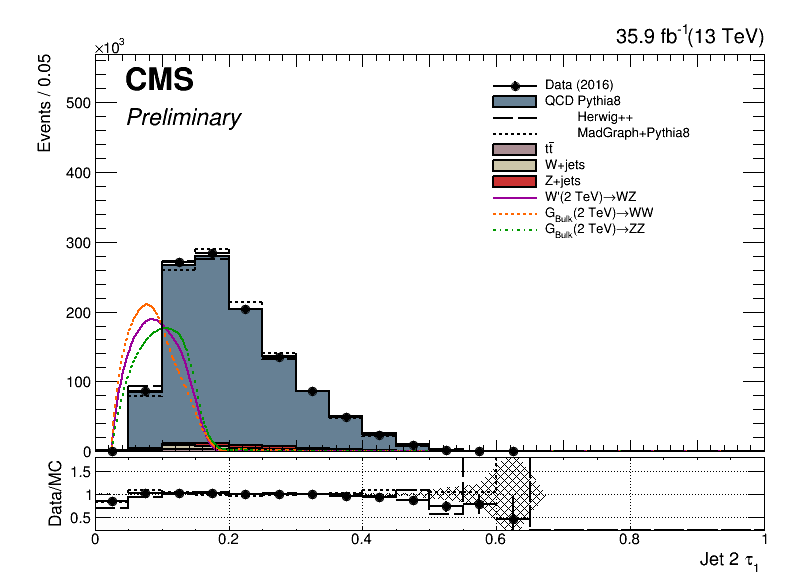 35.9 fb⁻¹(13 TeV)
×10³
Events / 0.05
CMS
Preliminary
Data (2016)
QCD Pythia8
Herwig++
MadGraph+Pythia8
tt̄
W+jets
Z+jets
W'(2 TeV)→WZ
G_Bulk(2 TeV)→WW
G_Bulk(2 TeV)→ZZ
500
400
300
200
100
0
Data/MC
1.5
1
0.5
0 0.2 0.4 0.6 0.8 1
Jet 2 τ₁